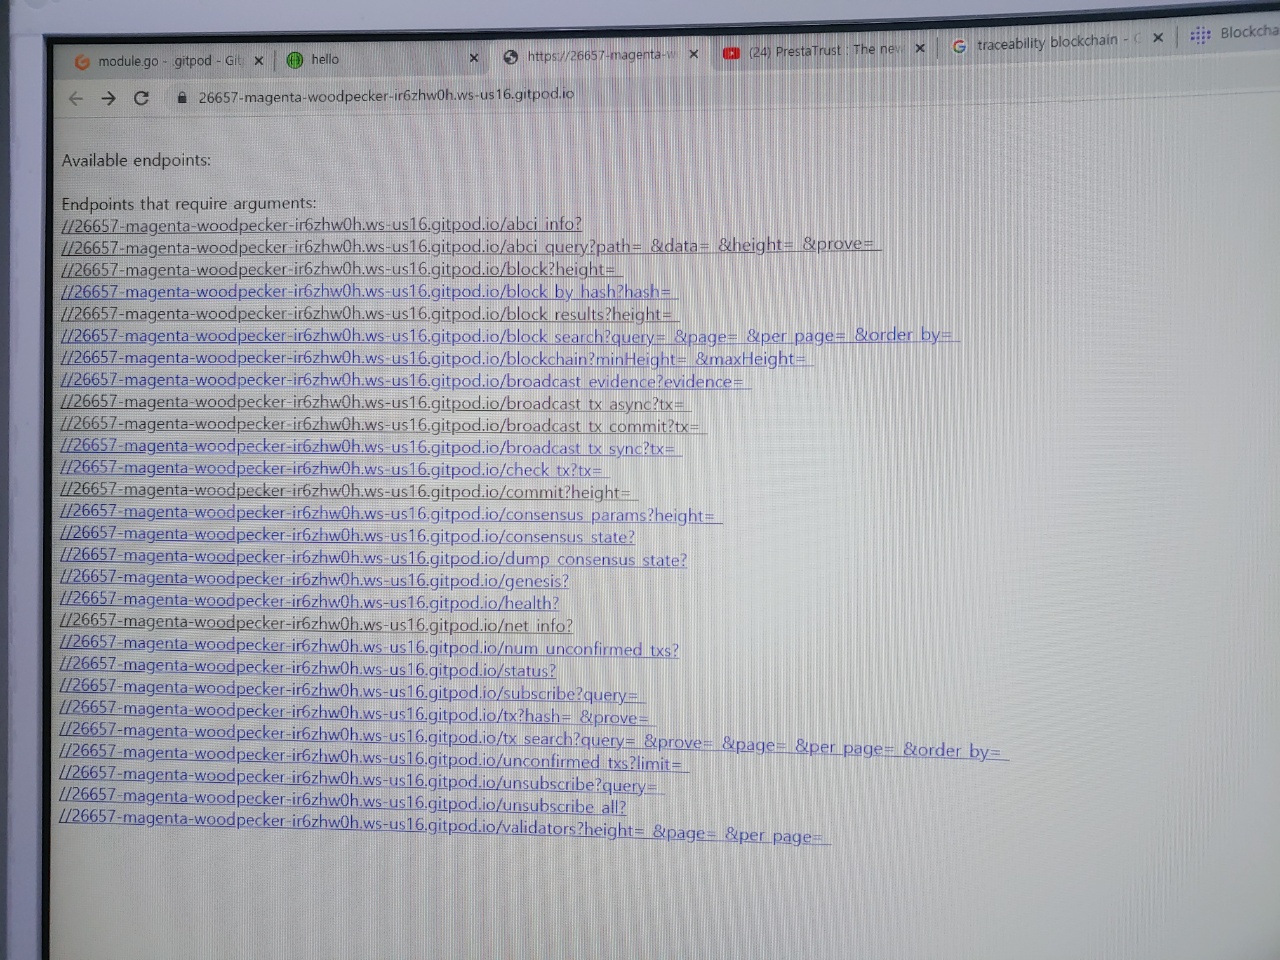 module.go - gitpod - Git
hello
https://26657-magenta-w
(24) PrestaTrust : The new
traceability blockchain - G
Blockcha
26657-magenta-woodpecker-ir6zhw0h.ws-us16.gitpod.io
Available endpoints:
Endpoints that require arguments:
//26657-magenta-woodpecker-ir6zhw0h.ws-us16.gitpod.io/abci_info?
//26657-magenta-woodpecker-ir6zhw0h.ws-us16.gitpod.io/abci_query?path=_&data=_&height=_&prove=_
//26657-magenta-woodpecker-ir6zhw0h.ws-us16.gitpod.io/block?height=_
//26657-magenta-woodpecker-ir6zhw0h.ws-us16.gitpod.io/block_by_hash?hash=_
//26657-magenta-woodpecker-ir6zhw0h.ws-us16.gitpod.io/block_results?height=_
//26657-magenta-woodpecker-ir6zhw0h.ws-us16.gitpod.io/block_search?query=_&page=_&per_page=_&order_by=_
//26657-magenta-woodpecker-ir6zhw0h.ws-us16.gitpod.io/blockchain?minHeight=_&maxHeight=_
//26657-magenta-woodpecker-ir6zhw0h.ws-us16.gitpod.io/broadcast_evidence?evidence=_
//26657-magenta-woodpecker-ir6zhw0h.ws-us16.gitpod.io/broadcast_tx_async?tx=_
//26657-magenta-woodpecker-ir6zhw0h.ws-us16.gitpod.io/broadcast_tx_commit?tx=_
//26657-magenta-woodpecker-ir6zhw0h.ws-us16.gitpod.io/broadcast_tx_sync?tx=_
//26657-magenta-woodpecker-ir6zhw0h.ws-us16.gitpod.io/check_tx?tx=_
//26657-magenta-woodpecker-ir6zhw0h.ws-us16.gitpod.io/commit?height=_
//26657-magenta-woodpecker-ir6zhw0h.ws-us16.gitpod.io/consensus_params?height=_
//26657-magenta-woodpecker-ir6zhw0h.ws-us16.gitpod.io/consensus_state?
//26657-magenta-woodpecker-ir6zhw0h.ws-us16.gitpod.io/dump_consensus_state?
//26657-magenta-woodpecker-ir6zhw0h.ws-us16.gitpod.io/genesis?
//26657-magenta-woodpecker-ir6zhw0h.ws-us16.gitpod.io/health?
//26657-magenta-woodpecker-ir6zhw0h.ws-us16.gitpod.io/net_info?
//26657-magenta-woodpecker-ir6zhw0h.ws-us16.gitpod.io/num_unconfirmed_txs?
//26657-magenta-woodpecker-ir6zhw0h.ws-us16.gitpod.io/status?
//26657-magenta-woodpecker-ir6zhw0h.ws-us16.gitpod.io/subscribe?query=_
//26657-magenta-woodpecker-ir6zhw0h.ws-us16.gitpod.io/tx?hash=_&prove=_
//26657-magenta-woodpecker-ir6zhw0h.ws-us16.gitpod.io/tx_search?query=_&prove=_&page=_&per_page=_&order_by=_
//26657-magenta-woodpecker-ir6zhw0h.ws-us16.gitpod.io/unconfirmed_txs?limit=_
//26657-magenta-woodpecker-ir6zhw0h.ws-us16.gitpod.io/unsubscribe?query=_
//26657-magenta-woodpecker-ir6zhw0h.ws-us16.gitpod.io/unsubscribe_all?
//26657-magenta-woodpecker-ir6zhw0h.ws-us16.gitpod.io/validators?height=_&page=_&per_page=_